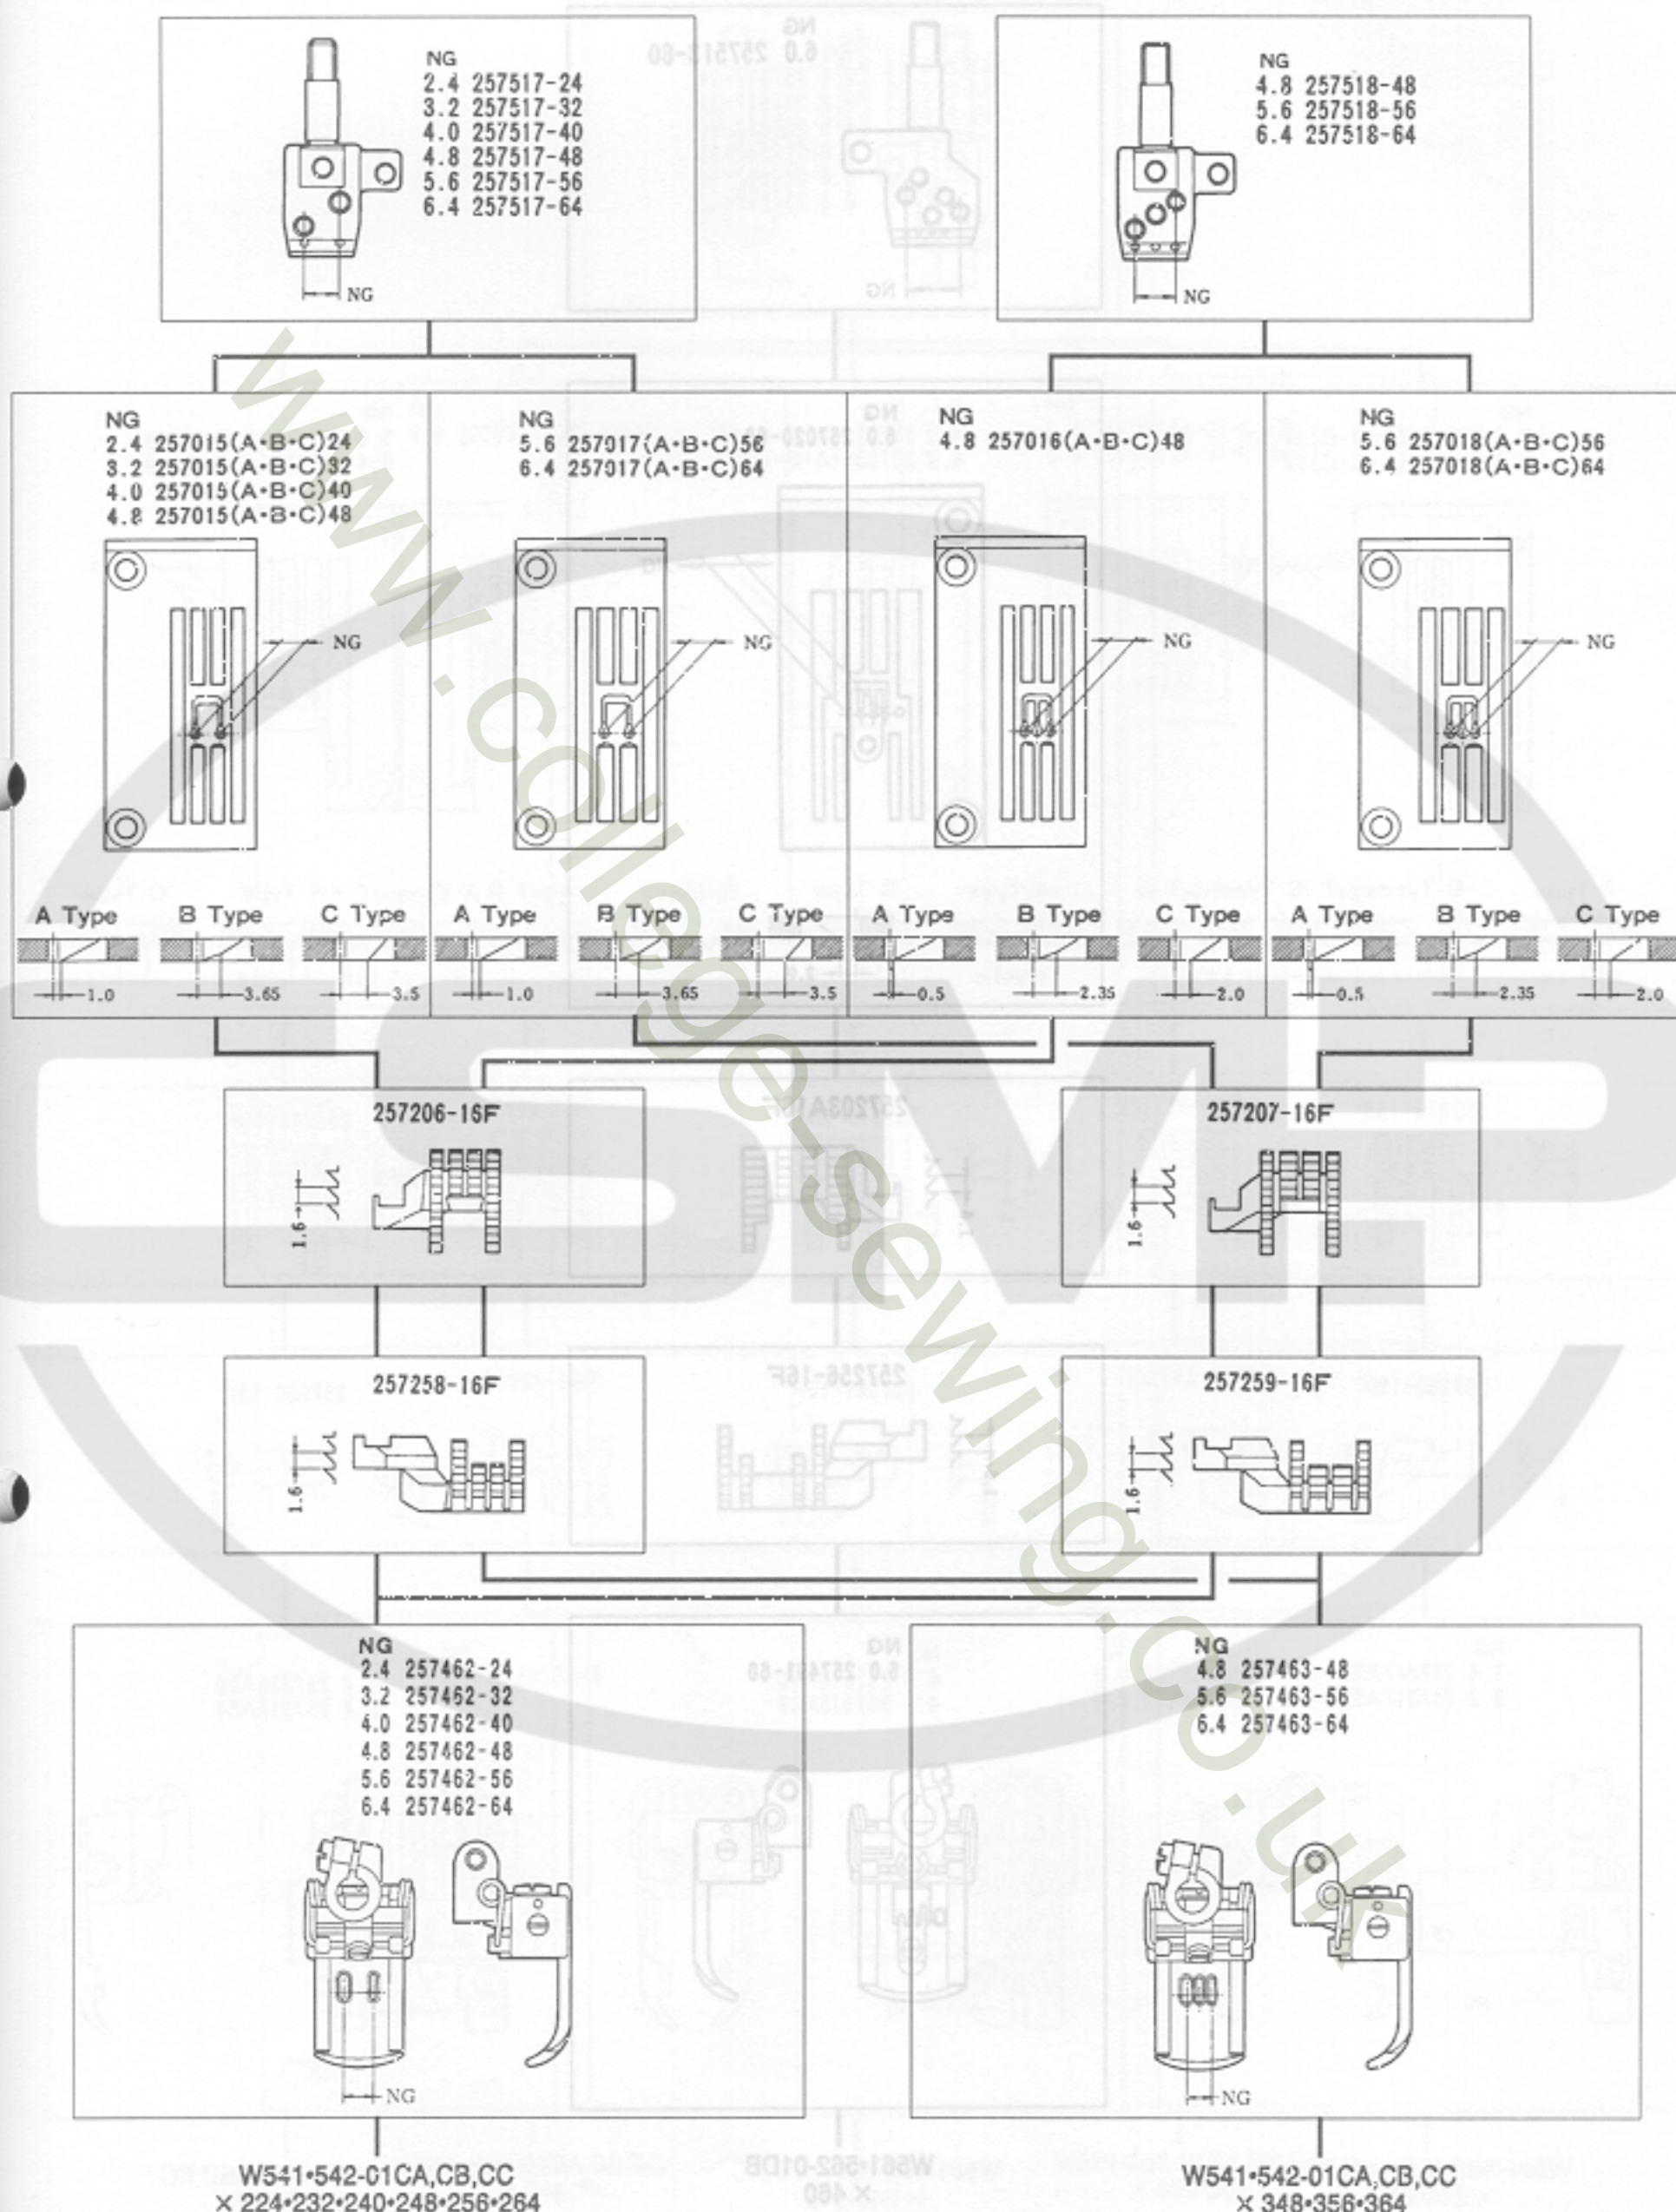 NG
2.4 257517-24
3.2 257517-32
4.0 257517-40
4.8 257517-48
5.6 257517-56
6.4 257517-64
NG
NG
4.8 257518-48
5.6 257518-56
6.4 257518-64
NG
NG
2.4 257015(A•B•C)24
3.2 257015(A•B•C)32
4.0 257015(A•B•C)40
4.8 257015(A•B•C)48
NG
A Type B Type C Type
1.0 3.65 3.5
NG
5.6 257017(A•B•C)56
6.4 257017(A•B•C)64
NG
A Type B Type C Type
1.0 3.65 3.5
NG
4.8 257016(A•B•C)48
NG
A Type B Type C Type
0.5 2.35 2.0
NG
5.6 257018(A•B•C)56
6.4 257018(A•B•C)64
NG
A Type B Type C Type
0.5 2.35 2.0
257206-16F
1.6
257207-16F
1.6
257258-16F
1.6
257259-16F
1.6
NG
2.4 257462-24
3.2 257462-32
4.0 257462-40
4.8 257462-48
5.6 257462-56
6.4 257462-64
NG
NG
4.8 257463-48
5.6 257463-56
6.4 257463-64
NG
W541•542-01CA,CB,CC
× 224•232•240•248•256•264
W541•542-01CA,CB,CC
× 348•356•364
www.college-sewing.co.uk
CSMP